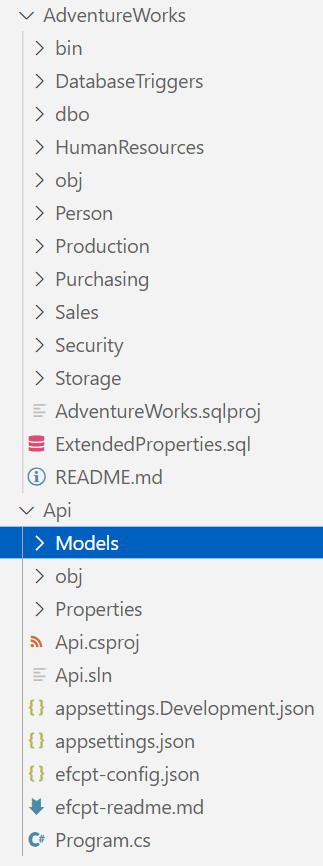 AdventureWorks
bin
DatabaseTriggers
dbo
HumanResources
obj
Person
Production
Purchasing
Sales
Security
Storage
AdventureWorks.sqlproj
ExtendedProperties.sql
README.md
Api
Models
obj
Properties
Api.csproj
Api.sln
{} appsettings.Development.json
{} appsettings.json
{} efcpt-config.json
efcpt-readme.md
C# Program.cs